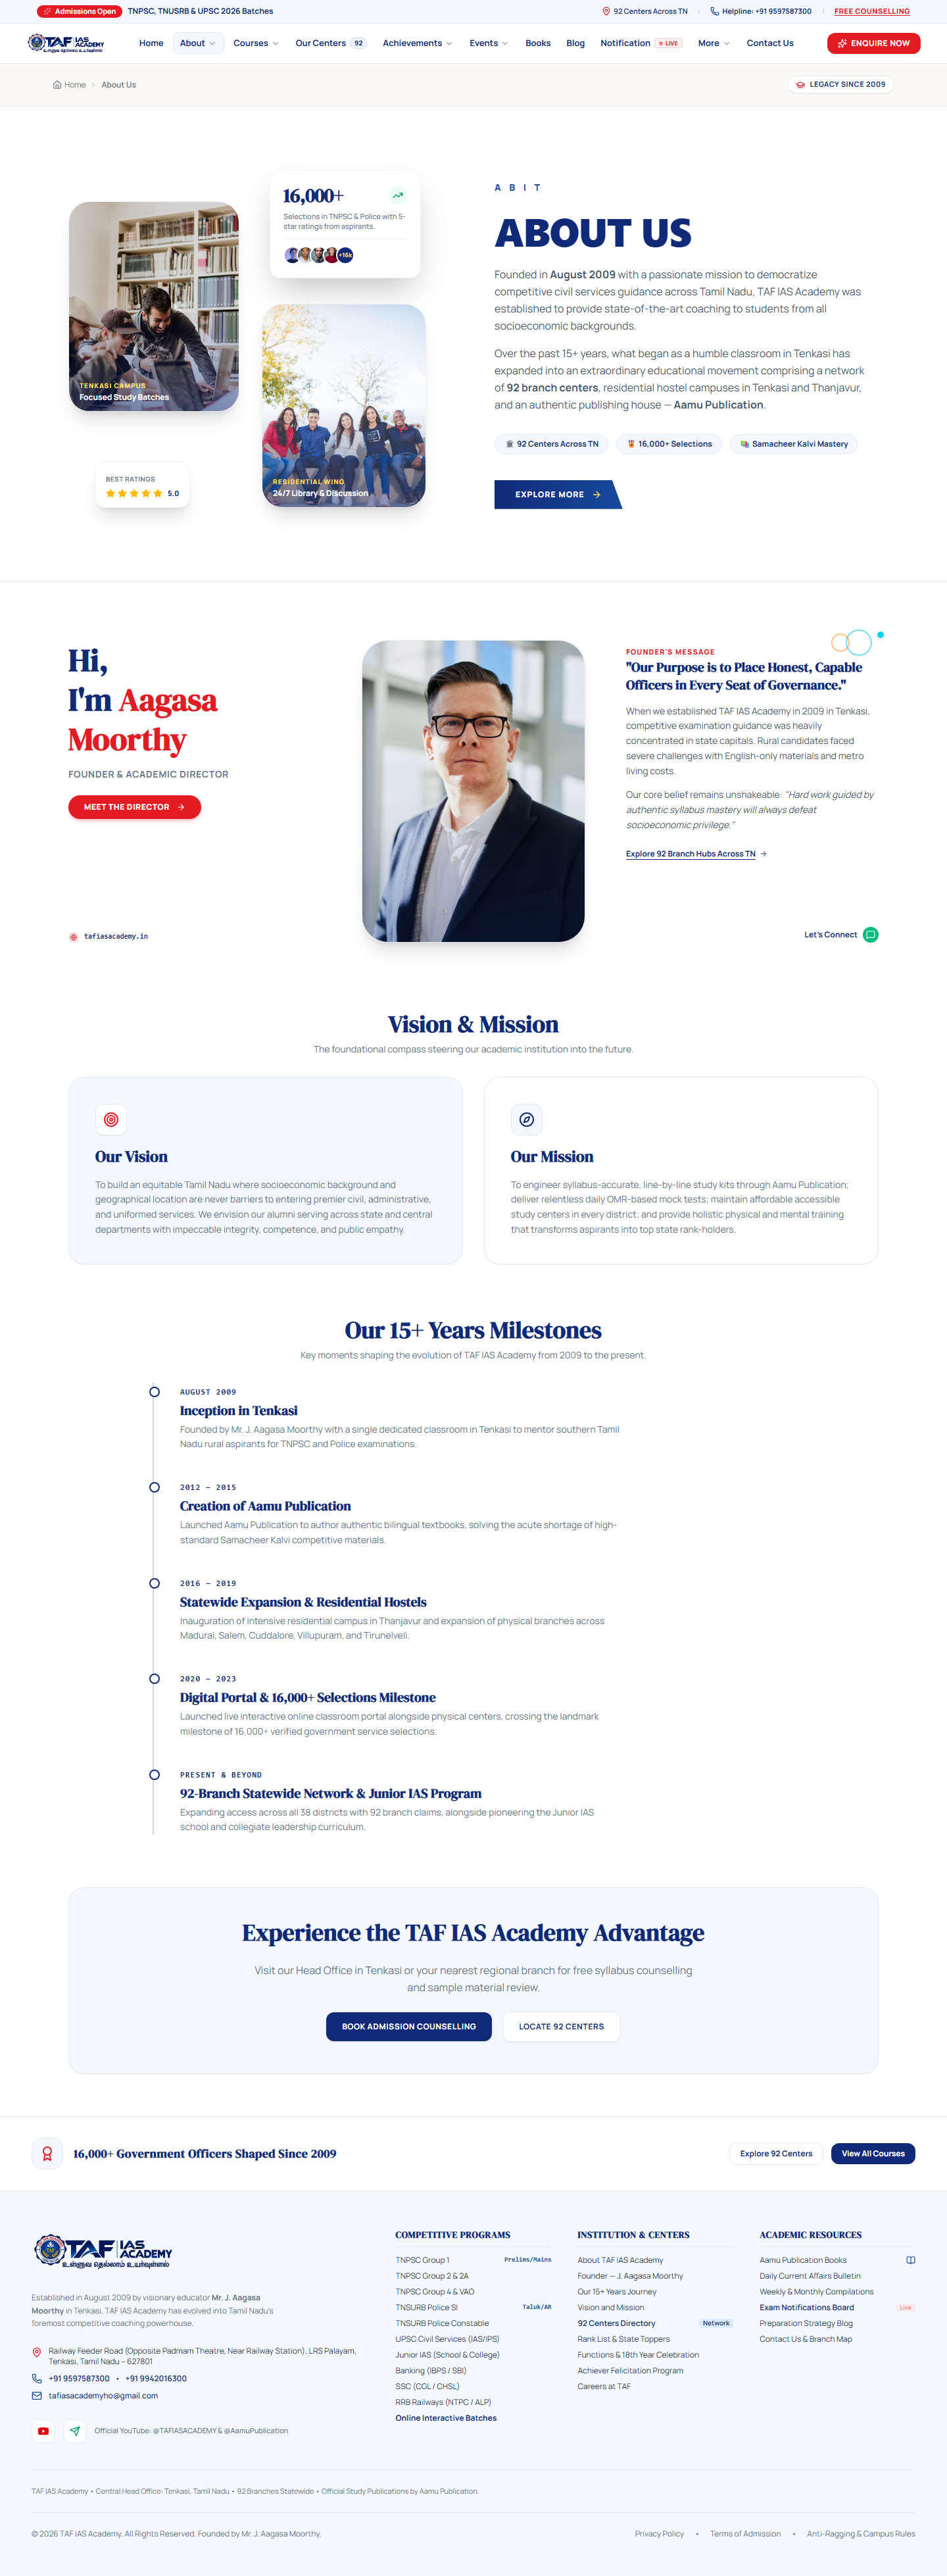 Admissions Open TNPSC, TNUSRB & UPSC 2026 Batches
92 Centers Across TN
Helpline: +91 9597587300
FREE COUNSELLING
TAF IAS ACADEMY
Home
About
Courses
Our Centers 92
Achievements
Events
Books
Blog
Notification LIVE
More
Contact Us
ENQUIRE NOW
Home
About Us
LEGACY SINCE 2009
16,000+
Selections in TNPSC & Police with 5-
star ratings from aspirants.
+16k
TENKASI CAMPUS
Focused Study Batches
RESIDENTIAL WING
24/7 Library & Discussion
BEST RATINGS
5.0
ABIT
ABOUT US
Founded in August 2009 with a passionate mission to democratize
competitive civil services guidance across Tamil Nadu, TAF IAS Academy was
established to provide state-of-the-art coaching to students from all
socioeconomic backgrounds.
Over the past 15+ years, what began as a humble classroom in Tenkasi has
expanded into an extraordinary educational movement comprising a network
of 92 branch centers, residential hostel campuses in Tenkasi and Thanjavur,
and an authentic publishing house — Aamu Publication.
92 Centers Across TN
16,000+ Selections
Samacheer Kalvi Mastery
EXPLORE MORE
Hi,
I'm Aagasa
Moorthy
FOUNDER & ACADEMIC DIRECTOR
MEET THE DIRECTOR
tafiasacademy.in
FOUNDER'S MESSAGE
"Our Purpose is to Place Honest, Capable
Officers in Every Seat of Governance."
When we established TAF IAS Academy in 2009 in Tenkasi,
competitive examination guidance was heavily
concentrated in state capitals. Rural candidates faced
severe challenges with English-only materials and metro
living costs.
Our core belief remains unshakeable: "Hard work guided by
authentic syllabus mastery will always defeat
socioeconomic privilege."
Explore 92 Branch Hubs Across TN
Let's Connect
Vision & Mission
The foundational compass steering our academic institution into the future.
Our Vision
To build an equitable Tamil Nadu where socioeconomic background and
geographical location are never barriers to entering premier civil, administrative,
and uniformed services. We envision our alumni serving across state and central
departments with impeccable integrity, competence, and public empathy.
Our Mission
To engineer syllabus-accurate, line-by-line study kits through Aamu Publication;
deliver relentless daily OMR-based mock tests; maintain affordable accessible
study centers in every district; and provide holistic physical and mental training
that transforms aspirants into top state rank-holders.
Our 15+ Years Milestones
Key moments shaping the evolution of TAF IAS Academy from 2009 to the present.
AUGUST 2009
Inception in Tenkasi
Founded by Mr. J. Aagasa Moorthy with a single dedicated classroom in Tenkasi to mentor southern Tamil
Nadu rural aspirants for TNPSC and Police examinations.
2012 — 2015
Creation of Aamu Publication
Launched Aamu Publication to author authentic bilingual textbooks, solving the acute shortage of high-
standard Samacheer Kalvi competitive materials.
2016 — 2019
Statewide Expansion & Residential Hostels
Inauguration of intensive residential campus in Thanjavur and expansion of physical branches across
Madurai, Salem, Cuddalore, Villupuram, and Tirunelveli.
2020 — 2023
Digital Portal & 16,000+ Selections Milestone
Launched live interactive online classroom portal alongside physical centers, crossing the landmark
milestone of 16,000+ verified government service selections.
PRESENT & BEYOND
92-Branch Statewide Network & Junior IAS Program
Expanding access across all 38 districts with 92 branch claims, alongside pioneering the Junior IAS
school and collegiate leadership curriculum.
Experience the TAF IAS Academy Advantage
Visit our Head Office in Tenkasi or your nearest regional branch for free syllabus counselling
and sample material review.
BOOK ADMISSION COUNSELLING
LOCATE 92 CENTERS
16,000+ Government Officers Shaped Since 2009
Explore 92 Centers
View All Courses
TAF IAS ACADEMY
உள்ளுவ தெல்லாம் உயர்வுள்ளல்
Established in August 2009 by visionary educator Mr. J. Aagasa
Moorthy in Tenkasi, TAF IAS Academy has evolved into Tamil Nadu's
foremost competitive coaching powerhouse.
Railway Feeder Road (Opposite Padmam Theatre, Near Railway Station), LRS Palayam,
Tenkasi, Tamil Nadu – 627801
+91 9597587300 • +91 9942016300
tafiasacademyho@gmail.com
Official YouTube: @TAFIASACADEMY & @AamuPublication
COMPETITIVE PROGRAMS
TNPSC Group 1 Prelims/Mains
TNPSC Group 2 & 2A
TNPSC Group 4 & VAO
TNSURB Police SI Taluk/AR
TNSURB Police Constable
UPSC Civil Services (IAS/IPS)
Junior IAS (School & College)
Banking (IBPS / SBI)
SSC (CGL / CHSL)
RRB Railways (NTPC / ALP)
Online Interactive Batches
INSTITUTION & CENTERS
About TAF IAS Academy
Founder — J. Aagasa Moorthy
Our 15+ Years Journey
Vision and Mission
92 Centers Directory Network
Rank List & State Toppers
Functions & 18th Year Celebration
Achiever Felicitation Program
Careers at TAF
ACADEMIC RESOURCES
Aamu Publication Books
Daily Current Affairs Bulletin
Weekly & Monthly Compilations
Exam Notifications Board Live
Preparation Strategy Blog
Contact Us & Branch Map
TAF IAS Academy • Central Head Office: Tenkasi, Tamil Nadu • 92 Branches Statewide • Official Study Publications by Aamu Publication.
© 2026 TAF IAS Academy. All Rights Reserved. Founded by Mr. J. Aagasa Moorthy.
Privacy Policy • Terms of Admission • Anti-Ragging & Campus Rules